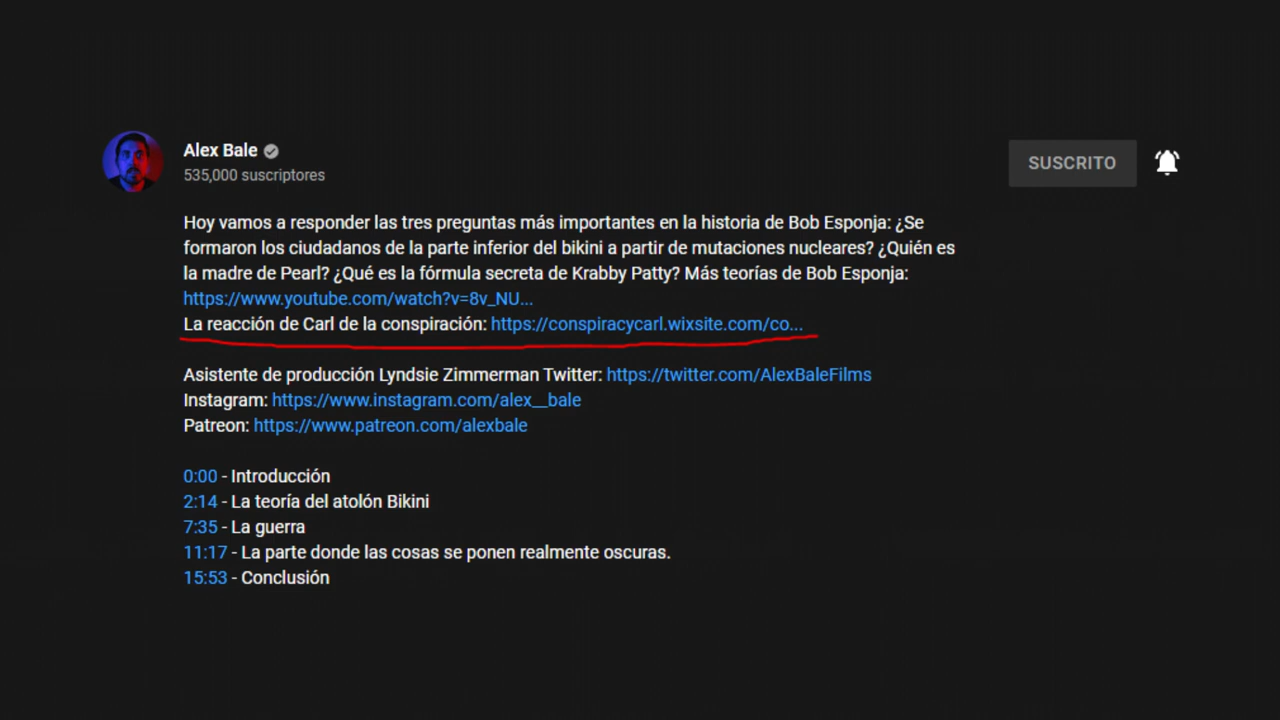 Alex Bale
535,000 suscriptores
SUSCRITO
Hoy vamos a responder las tres preguntas más importantes en la historia de Bob Esponja: ¿Se
formaron los ciudadanos de la parte inferior del bikini a partir de mutaciones nucleares? ¿Quién es
la madre de Pearl? ¿Qué es la fórmula secreta de Krabby Patty? Más teorías de Bob Esponja:
https://www.youtube.com/watch?v=8v_NU...
La reacción de Carl de la conspiración: https://conspiracycarl.wixsite.com/co...
Asistente de producción Lyndsie Zimmerman Twitter: https://twitter.com/AlexBaleFilms
Instagram: https://www.instagram.com/alex__bale
Patreon: https://www.patreon.com/alexbale
0:00 - Introducción
2:14 - La teoría del atolón Bikini
7:35 - La guerra
11:17 - La parte donde las cosas se ponen realmente oscuras.
15:53 - Conclusión